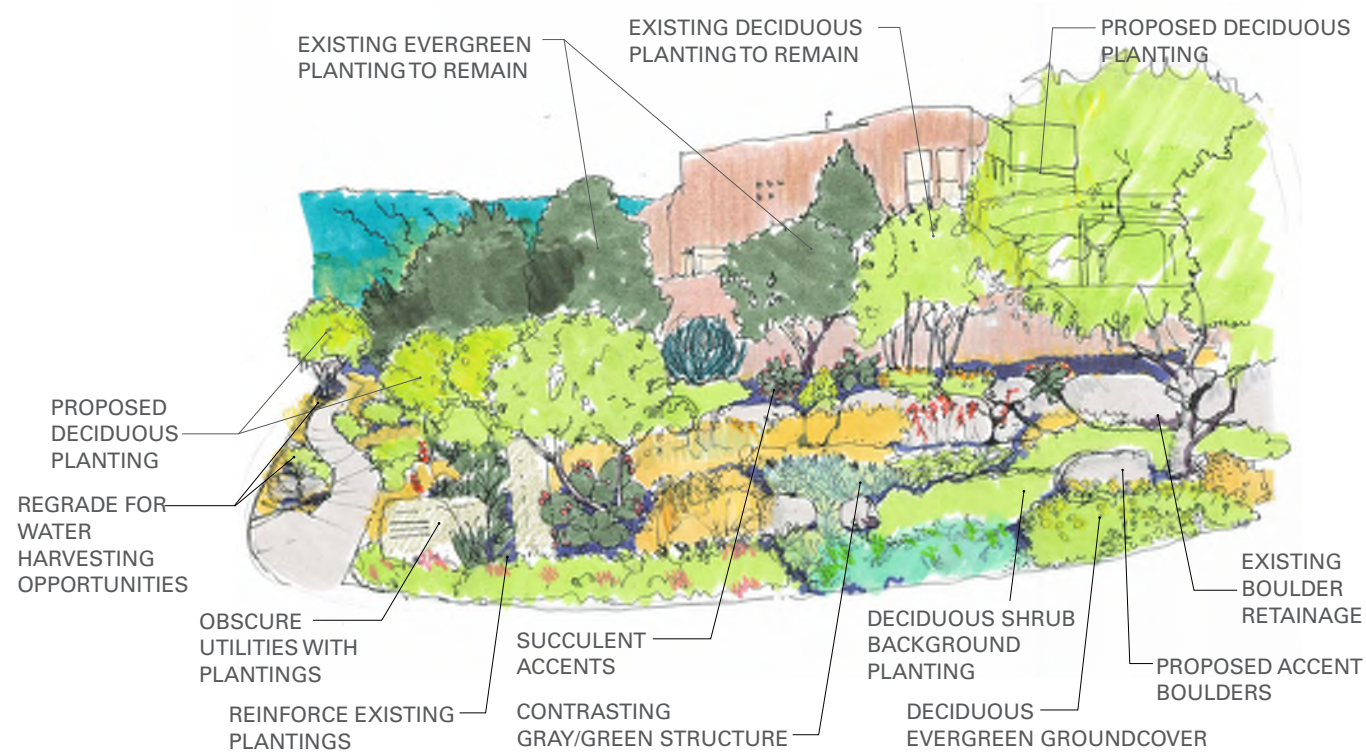 EXISTING EVERGREEN
PLANTING TO REMAIN
EXISTING DECIDUOUS
PLANTING TO REMAIN
PROPOSED DECIDUOUS
PLANTING
PROPOSED
DECIDUOUS
PLANTING
REGRADE FOR
WATER
HARVESTING
OPPORTUNITIES
OBSCURE
UTILITIES WITH
PLANTINGS
REINFORCE EXISTING
PLANTINGS
SUCCULENT
ACCENTS
CONTRASTING
GRAY/GREEN STRUCTURE
DECIDUOUS SHRUB
BACKGROUND
PLANTING
DECIDUOUS
EVERGREEN GROUNDCOVER
EXISTING
BOULDER
RETAINAGE
PROPOSED ACCENT
BOULDERS